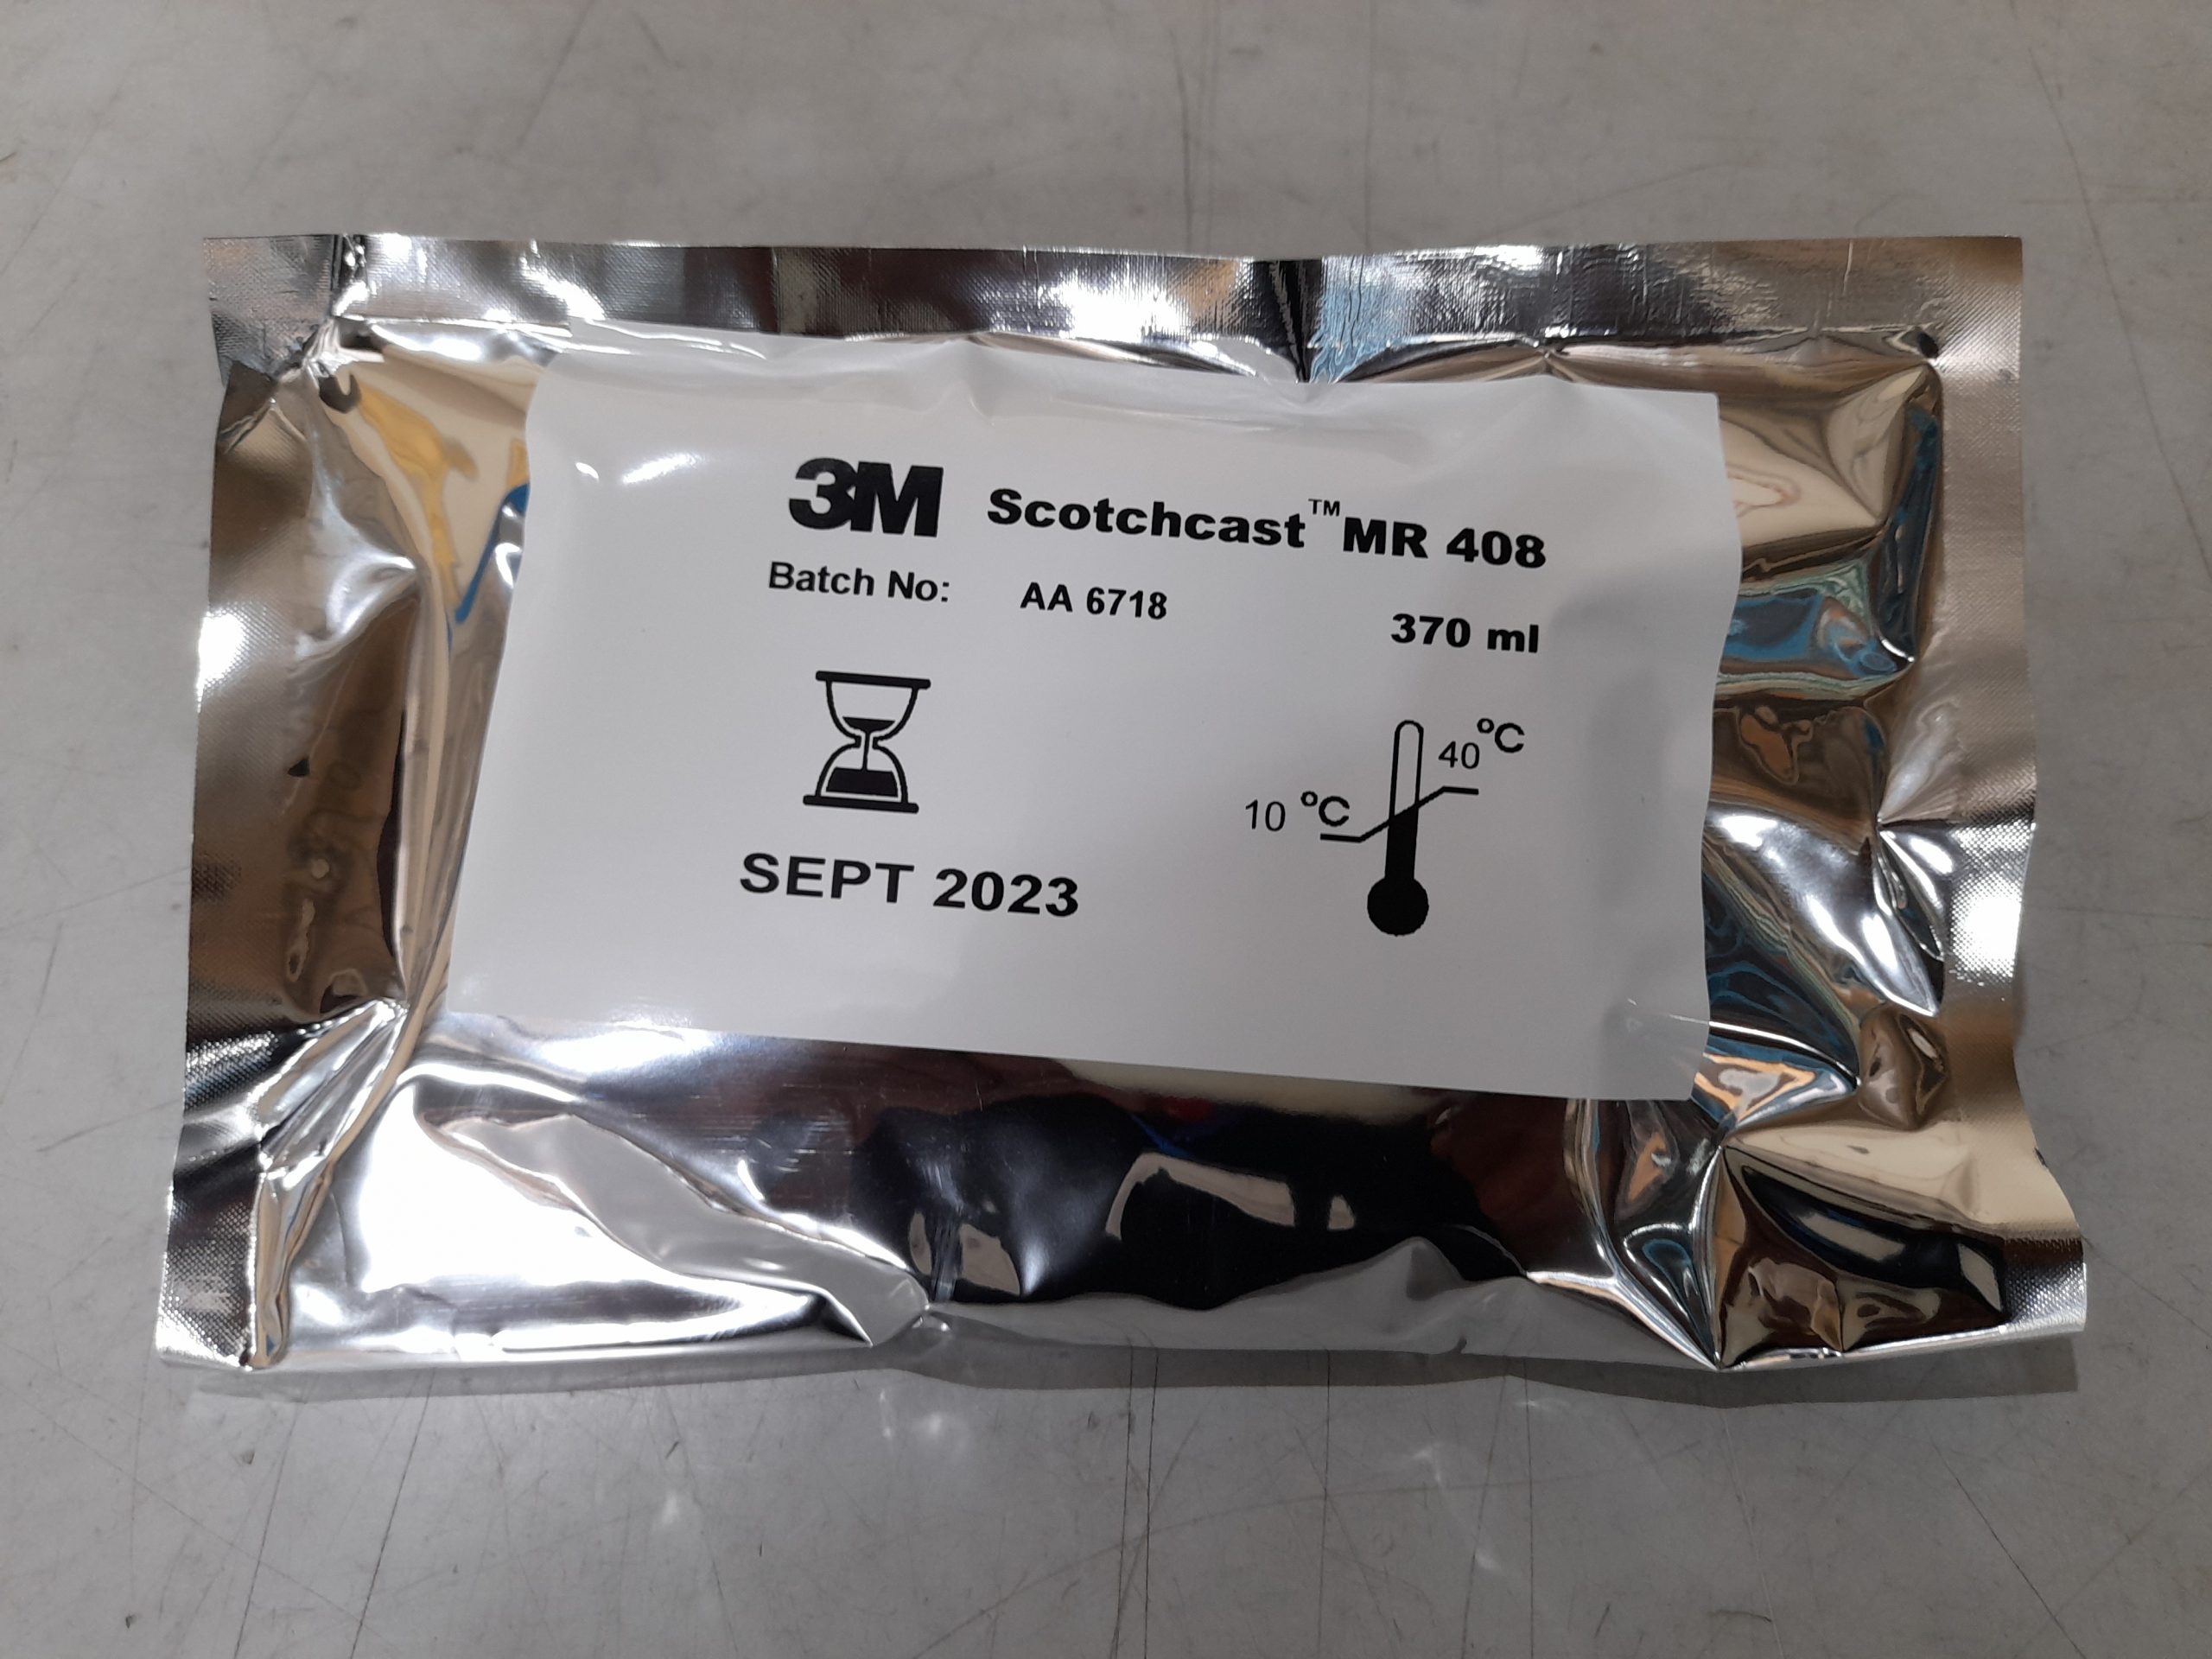 3M Scotchcast™ MR 408
Batch No: AA 6718
370 ml
40 °C
10 °C
SEPT 2023